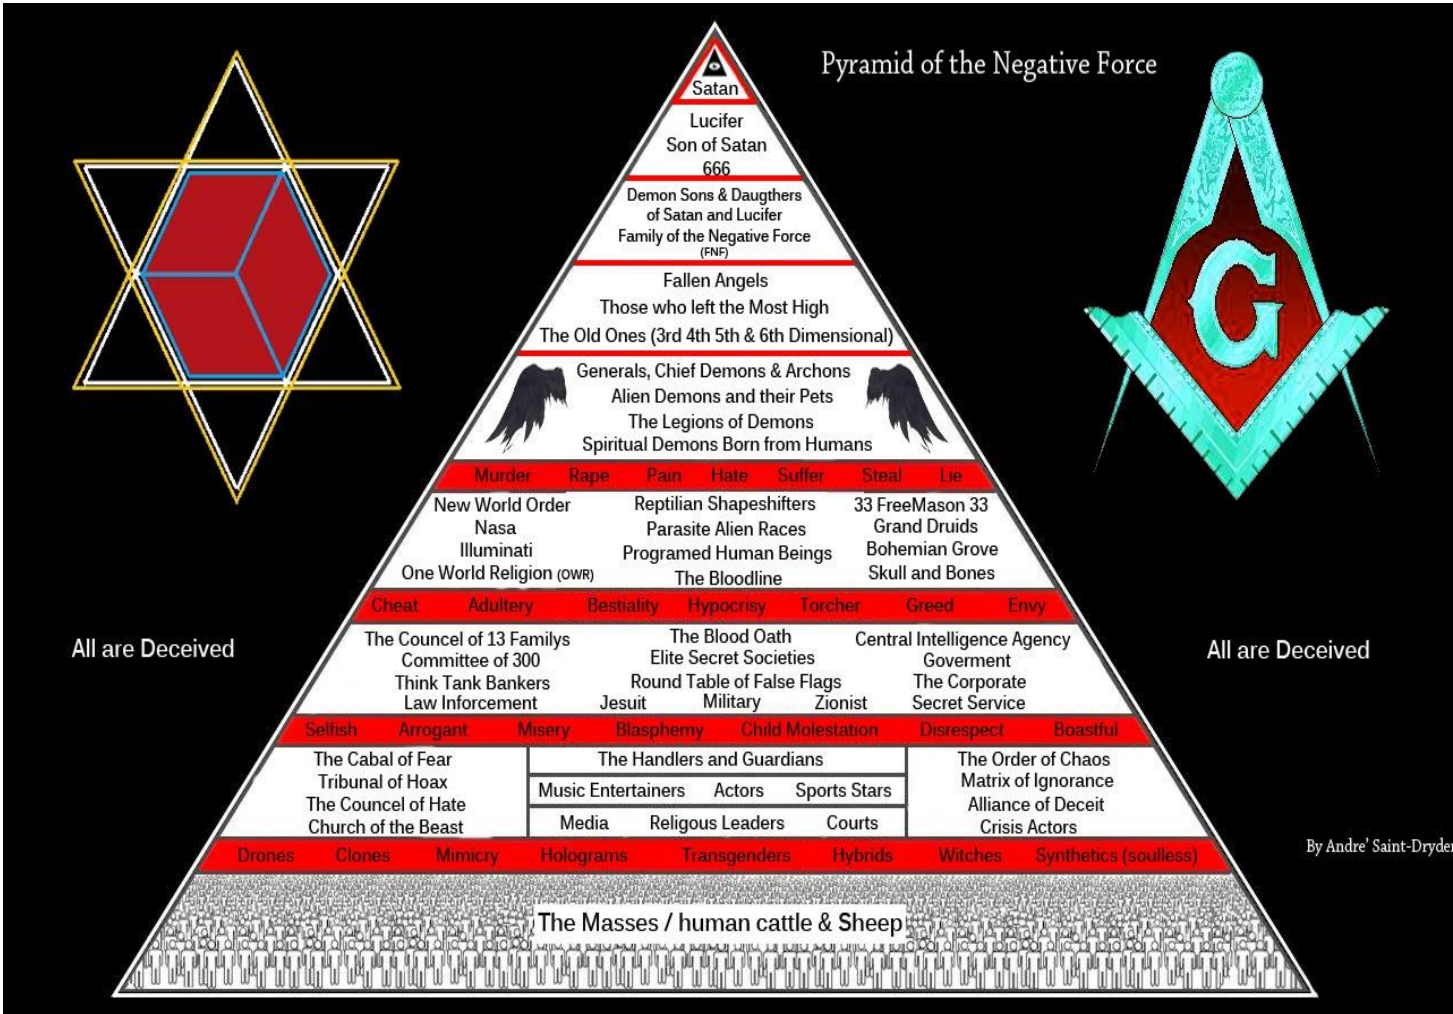 Pyramid of the Negative Force
Satan
Lucifer
Son of Satan
666
Demon Sons & Daugthers
of Satan and Lucifer
Family of the Negative Force
(FNF)
Fallen Angels
Those who left the Most High
The Old Ones (3rd 4th 5th & 6th Dimensional)
Generals, Chief Demons & Archons
Alien Demons and their Pets
The Legions of Demons
Spiritual Demons Born from Humans
G
Murder Rape Pain Hate Suffer Steal Lie
New World Order
Nasa
Illuminati
One World Religion (OWR)
Reptilian Shapeshifters
Parasite Alien Races
Programed Human Beings
The Bloodline
33 FreeMason 33
Grand Druids
Bohemian Grove
Skull and Bones
Cheat Adultery Bestiality Hypocrisy Torcher Greed Envy
All are Deceived
The Councel of 13 Familys
Committee of 300
Think Tank Bankers
Law Inforcement
The Blood Oath
Elite Secret Societies
Round Table of False Flags
Jesuit Military Zionist
Central Intelligence Agency
Goverment
The Corporate
Secret Service
All are Deceived
Selfish Arrogant Misery Blasphemy Child Molestation Disrespect Boastful
The Cabal of Fear
Tribunal of Hoax
The Councel of Hate
Church of the Beast
The Handlers and Guardians
Music Entertainers Actors Sports Stars
Media Religous Leaders Courts
The Order of Chaos
Matrix of Ignorance
Alliance of Deceit
Crisis Actors
By Andre' Saint-Dryden
Drones Clones Mimicry Holograms Transgenders Hybrids Witches Synthetics (soulless)
The Masses / human cattle & Sheep